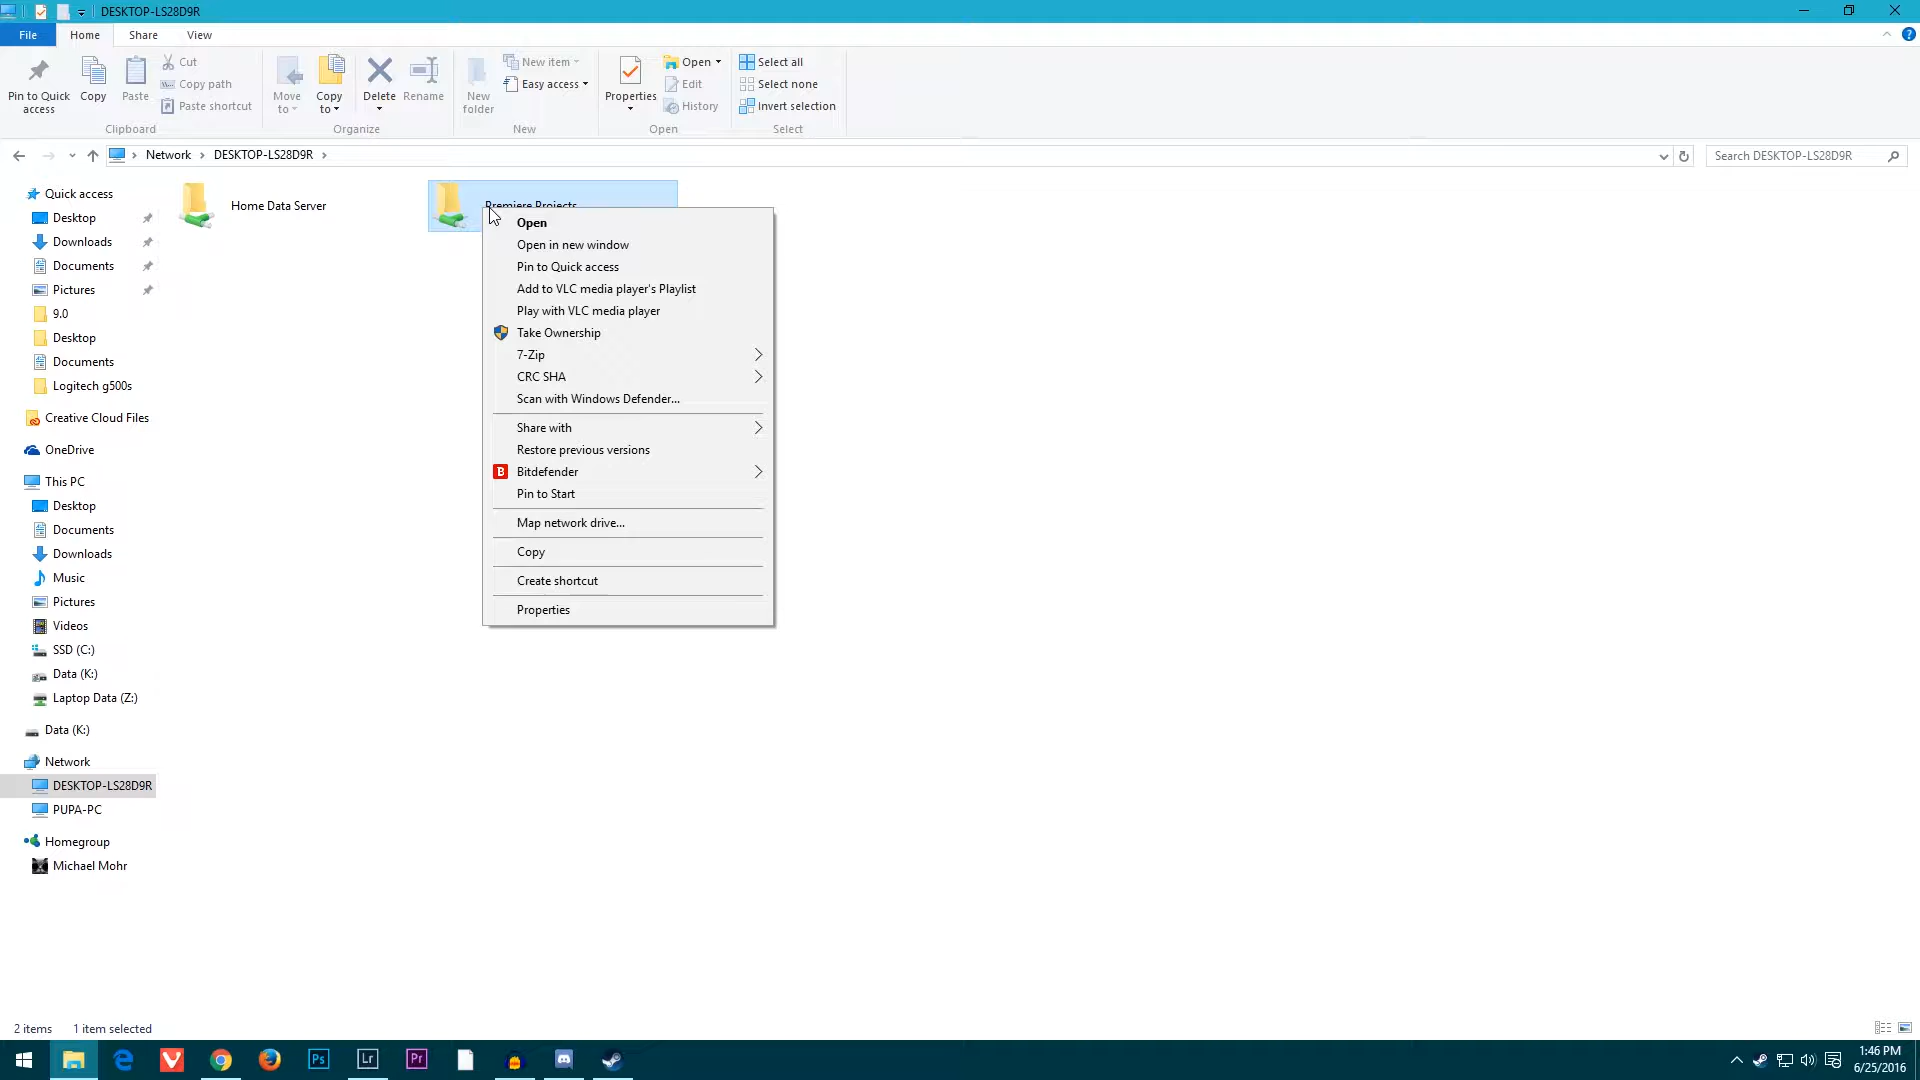 DESKTOP-LS28D9R
File Home Share View
Pin to Quick access
Copy
Paste
Cut
Copy path
Paste shortcut
Clipboard
Move to
Copy to
Delete
Rename
Organize
New folder
New item
Easy access
New
Properties
Open
Edit
History
Open
Select all
Select none
Invert selection
Select
Network > DESKTOP-LS28D9R >
Search DESKTOP-LS28D9R
Quick access
Desktop
Downloads
Documents
Pictures
9.0
Desktop
Documents
Logitech g500s
Creative Cloud Files
OneDrive
This PC
Desktop
Documents
Downloads
Music
Pictures
Videos
SSD (C:)
Data (K:)
Laptop Data (Z:)
Data (K:)
Network
DESKTOP-LS28D9R
PUPA-PC
Homegroup
Michael Mohr
Home Data Server
Premiere Projects
Open
Open in new window
Pin to Quick access
Add to VLC media player's Playlist
Play with VLC media player
Take Ownership
7-Zip
CRC SHA
Scan with Windows Defender...
Share with
Restore previous versions
B Bitdefender
Pin to Start
Map network drive...
Copy
Create shortcut
Properties
2 items 1 item selected
Ps
Lr
Pr
1:46 PM
6/25/2016